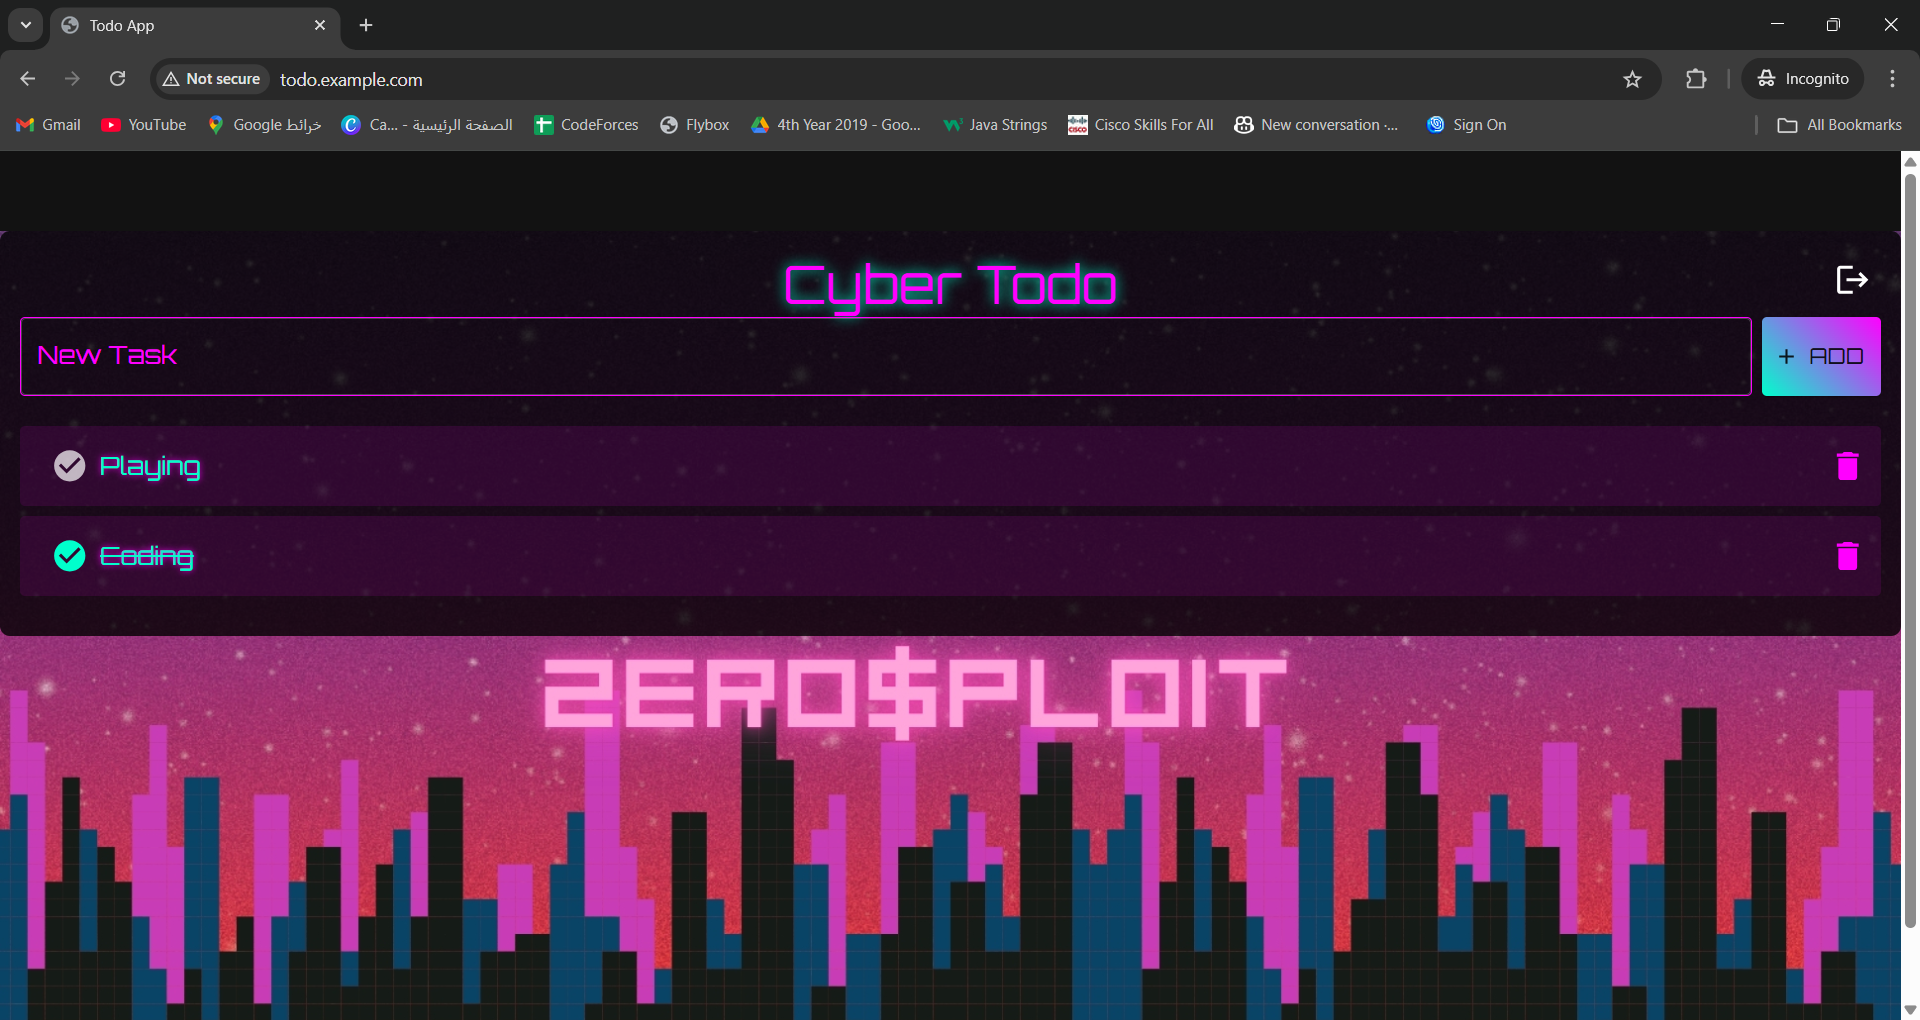 Todo App
Not secure todo.example.com Incognito
Gmail YouTube خرائط Google Ca... - الصفحة الرئيسية CodeForces Flybox 4th Year 2019 - Goo... Java Strings Cisco Skills For All New conversation ·... Sign On All Bookmarks
Cyber Todo
New Task + ADD
Playing
Coding
ZERO$PLOIT